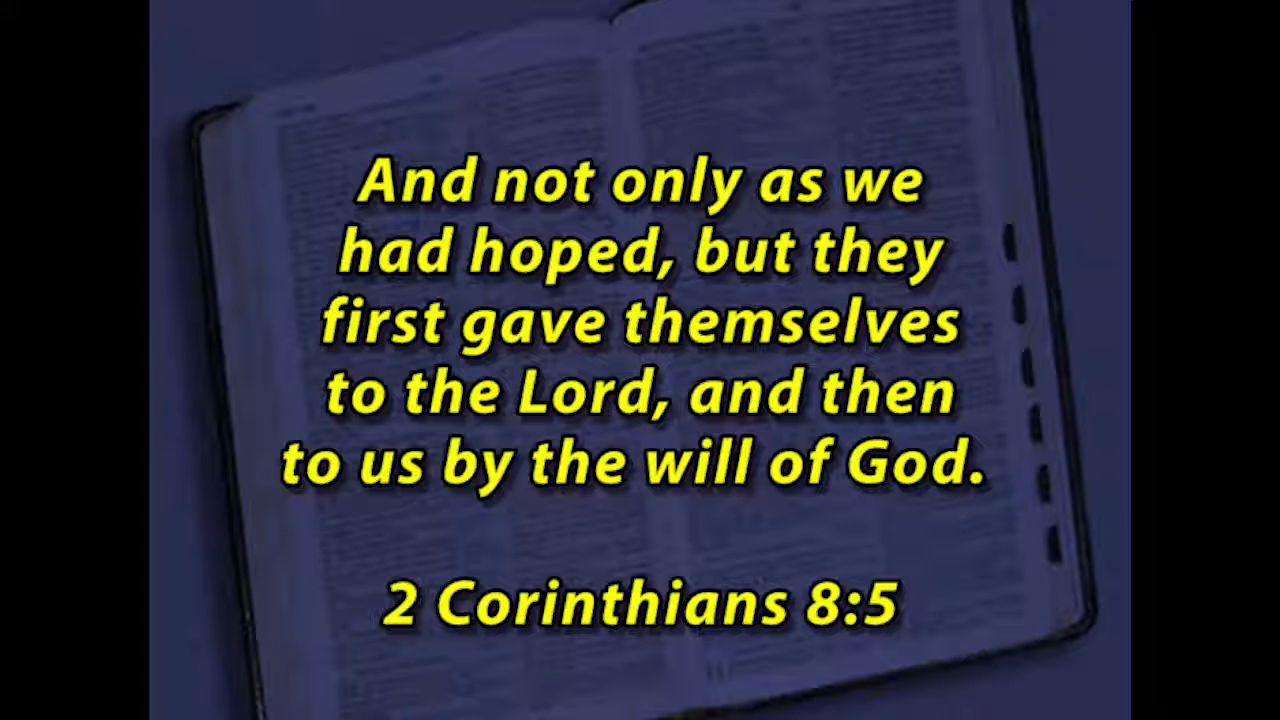 And not only as we
had hoped, but they
first gave themselves
to the Lord, and then
to us by the will of God.
2 Corinthians 8:5